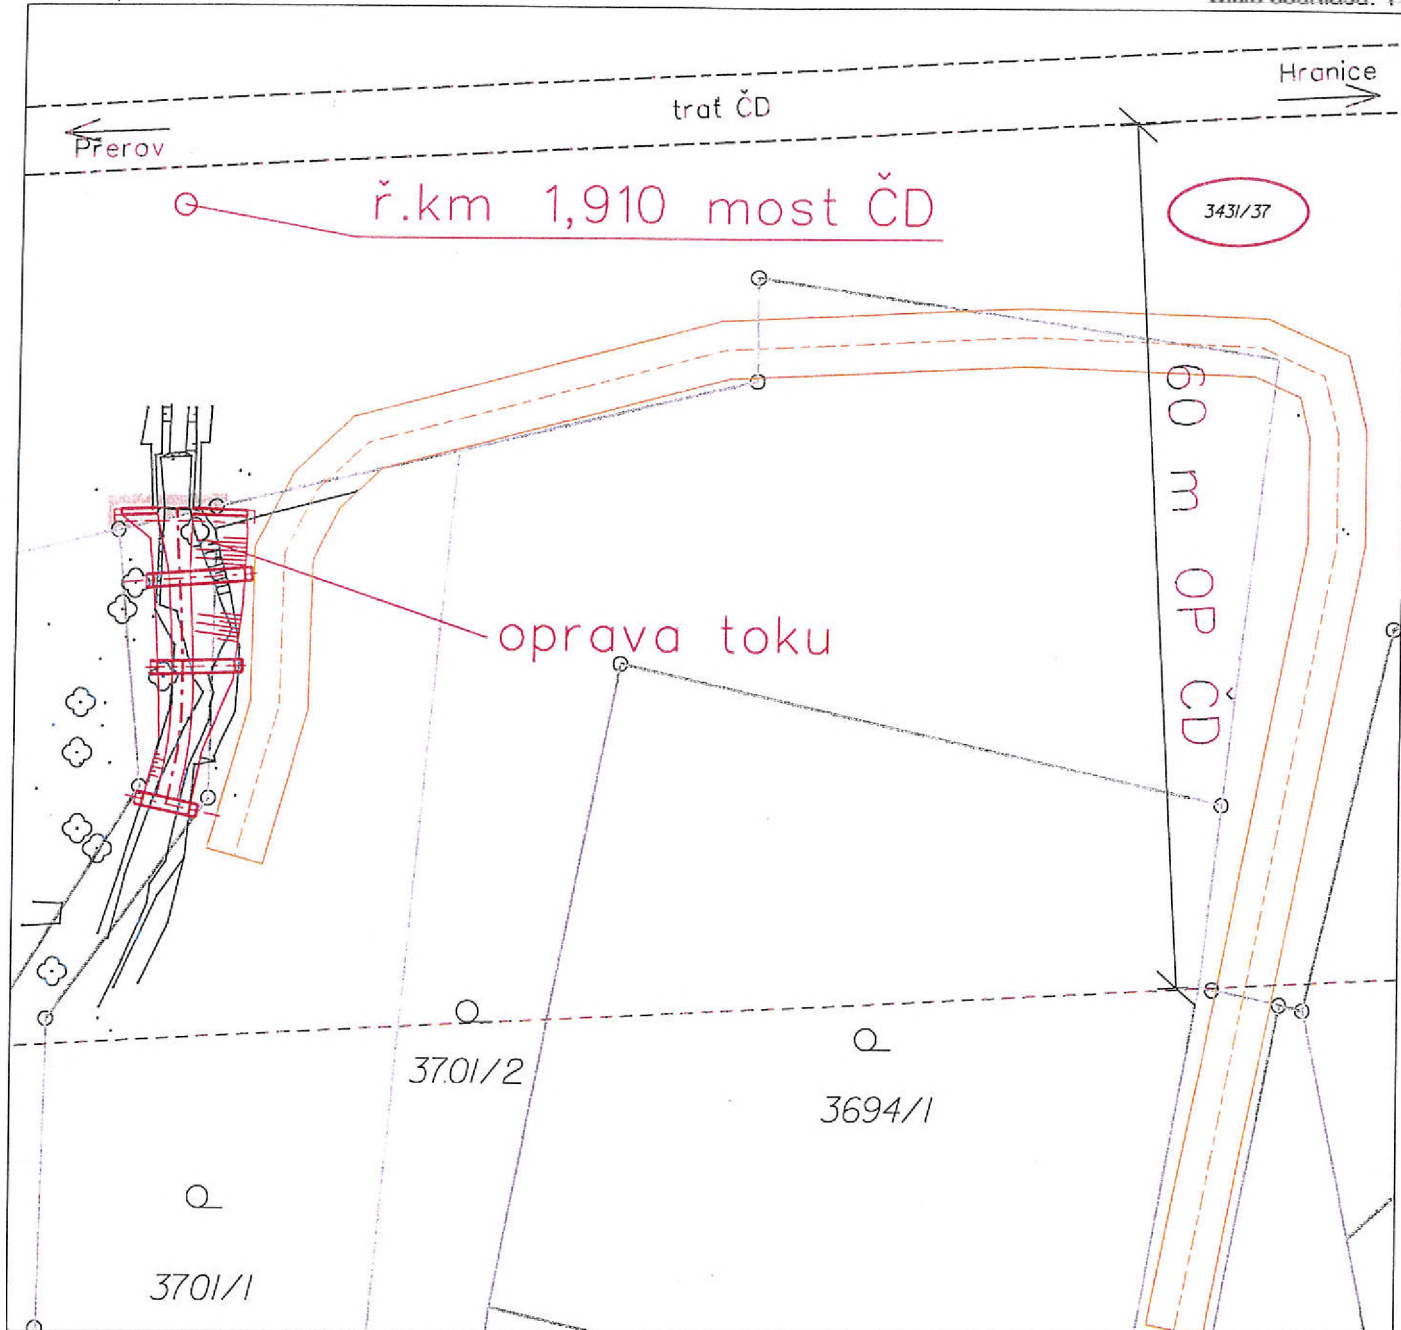 Hranice
trať ČD
Přerov
ř.km 1,910 most ČD
3431/37
60 m OP ČD
oprava toku
3701/2
3694/1
3701/1